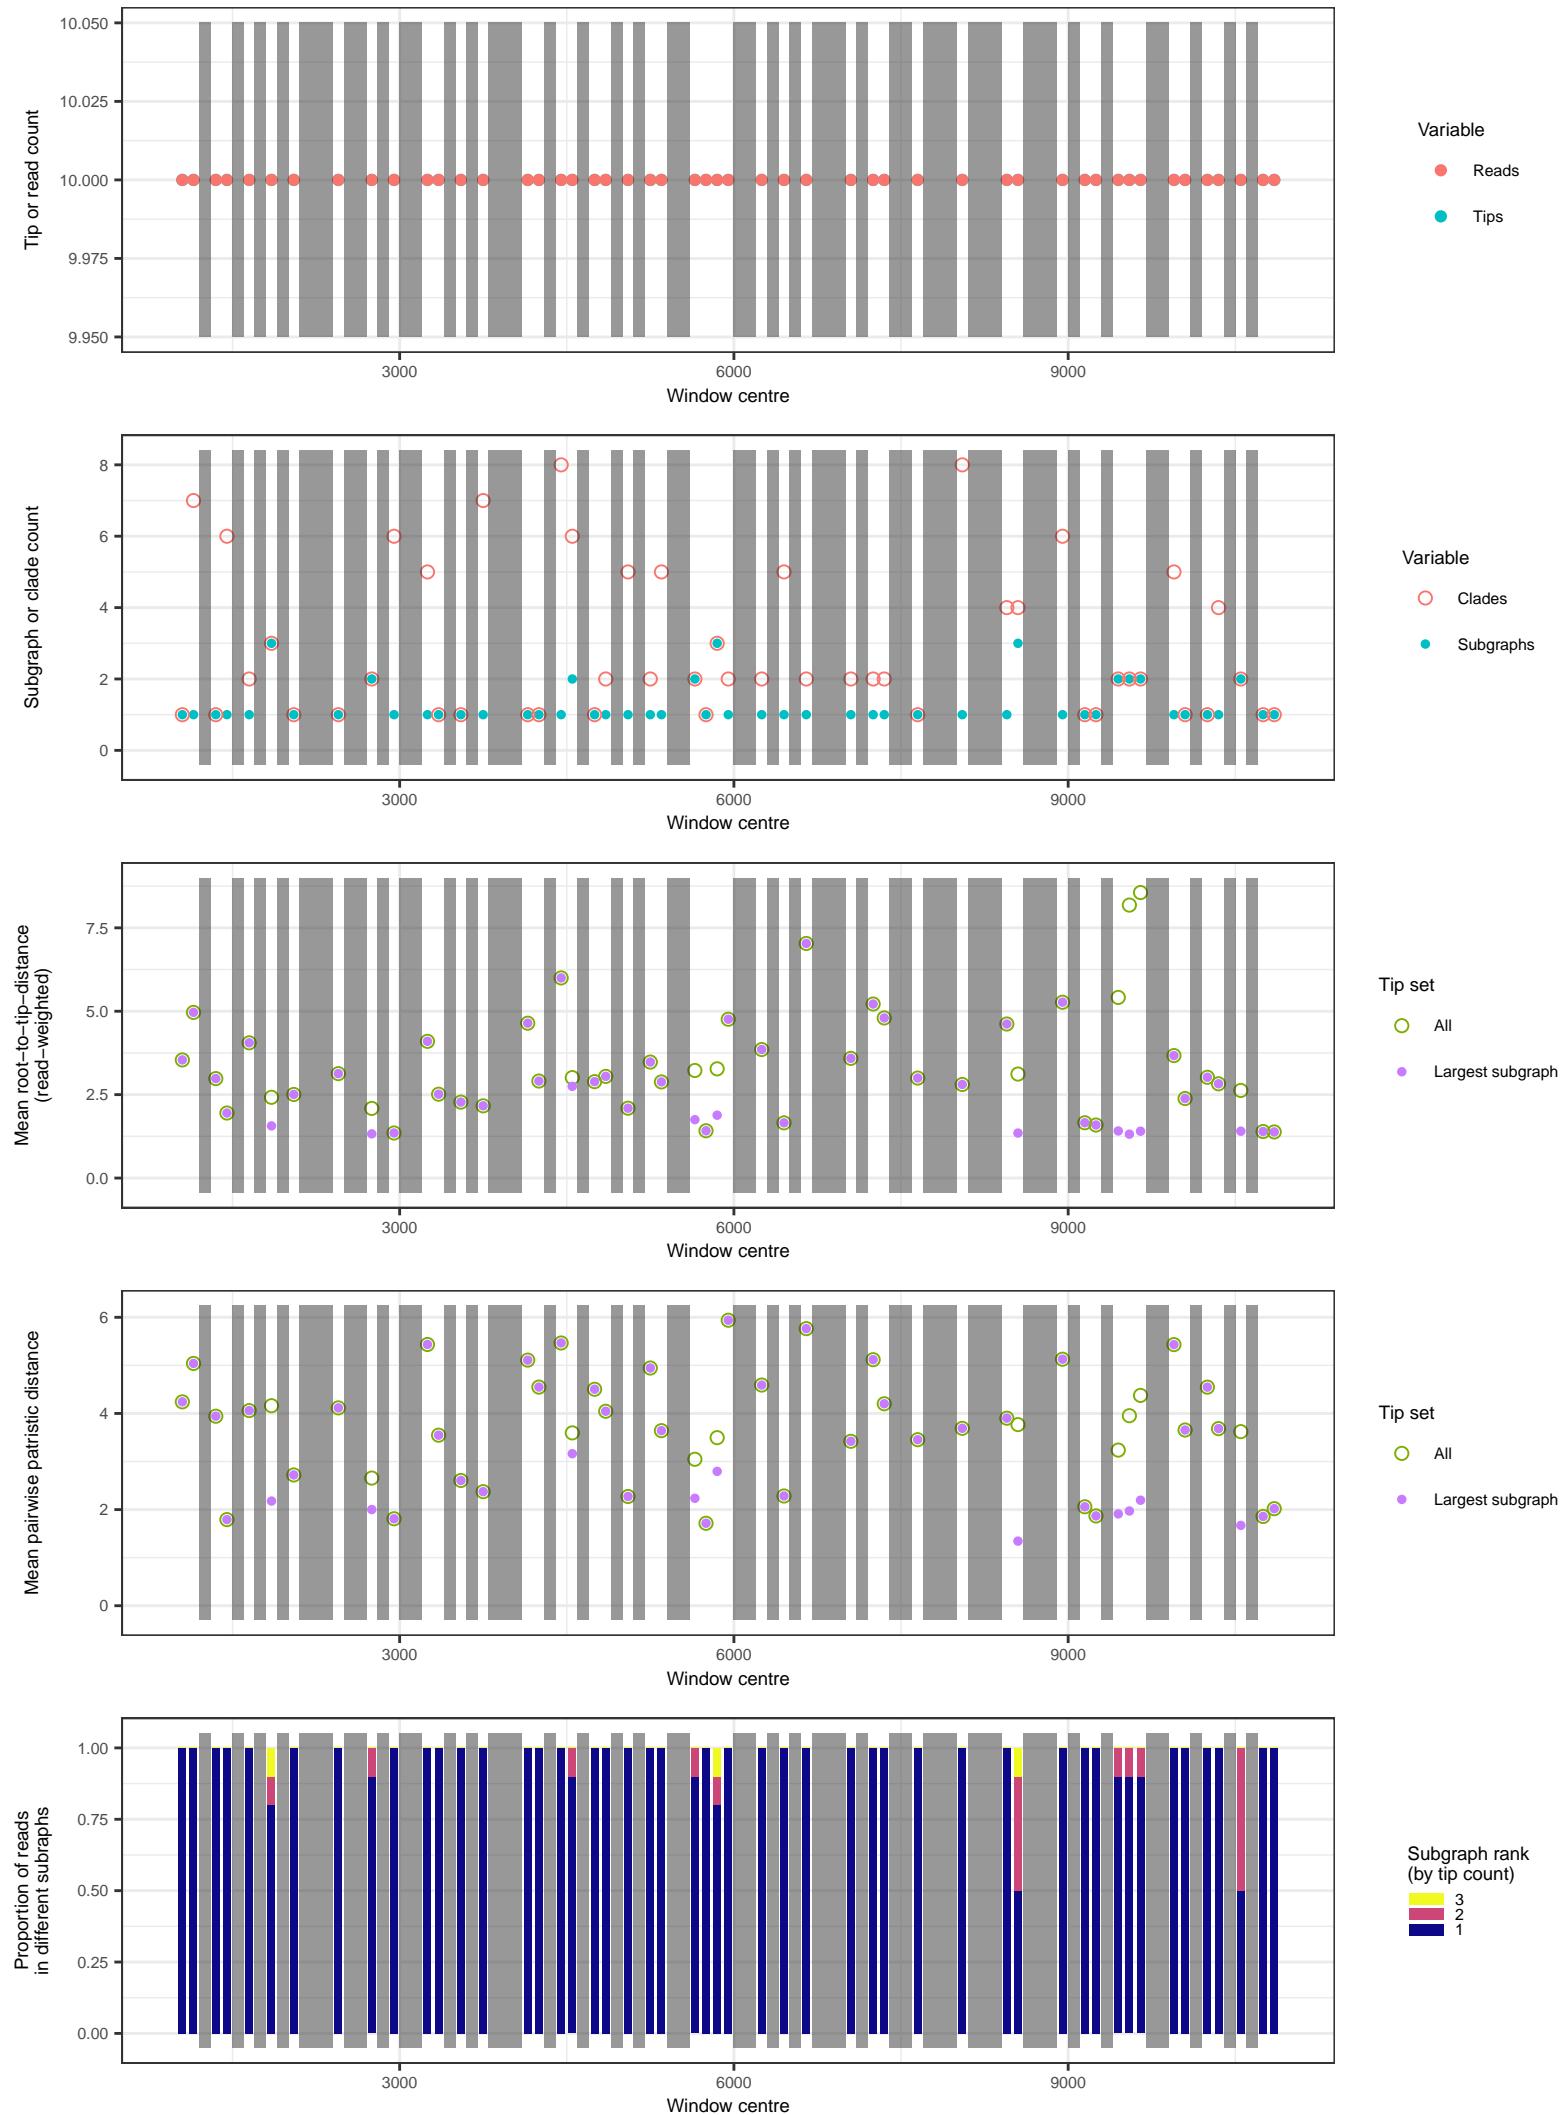 10.050
10.025
10.000
9.975
9.950
Tip or read count
3000
6000
9000
Window centre
Variable
Reads
Tips
8
6
4
2
0
Subgraph or clade count
3000
6000
9000
Window centre
Variable
Clades
Subgraphs
7.5
5.0
2.5
0.0
Mean root−to−tip−distance
(read−weighted)
3000
6000
9000
Window centre
Tip set
All
Largest subgraph
6
4
2
0
Mean pairwise patristic distance
3000
6000
9000
Window centre
Tip set
All
Largest subgraph
1.00
0.75
0.50
0.25
0.00
Proportion of reads
in different subraphs
3000
6000
9000
Window centre
Subgraph rank
(by tip count)
3
2
1